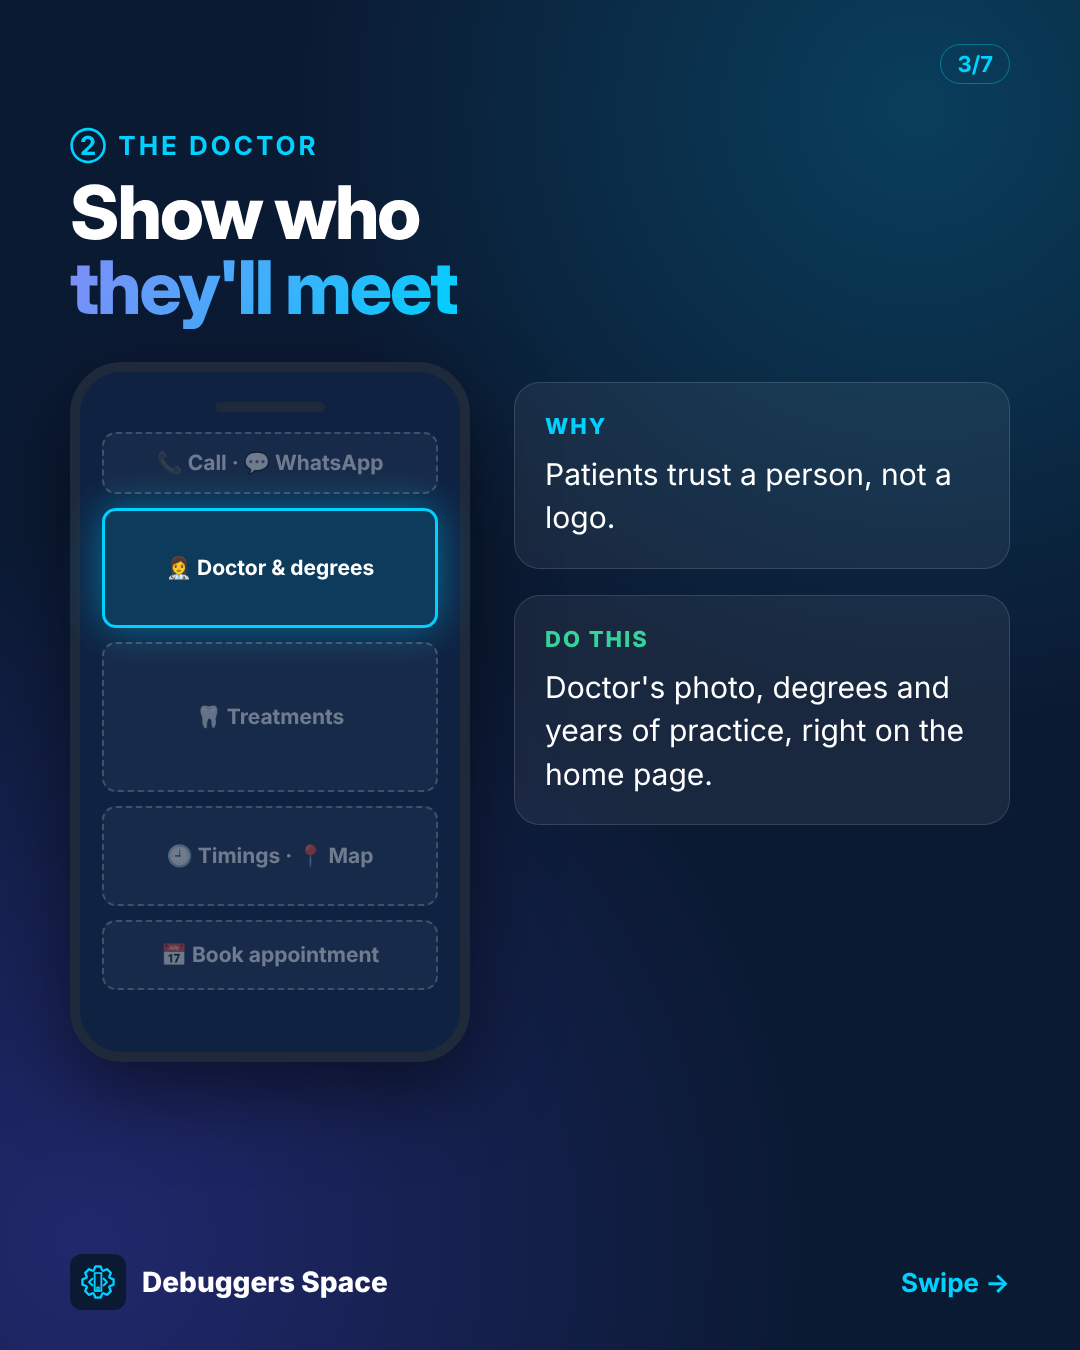 3/7
② THE DOCTOR
Show who
they'll meet
📞 Call · 💬 WhatsApp
👩‍⚕️ Doctor & degrees
🦷 Treatments
🕘 Timings · 📍 Map
📅 Book appointment
WHY
Patients trust a person, not a
logo.
DO THIS
Doctor's photo, degrees and
years of practice, right on the
home page.
Debuggers Space
Swipe →